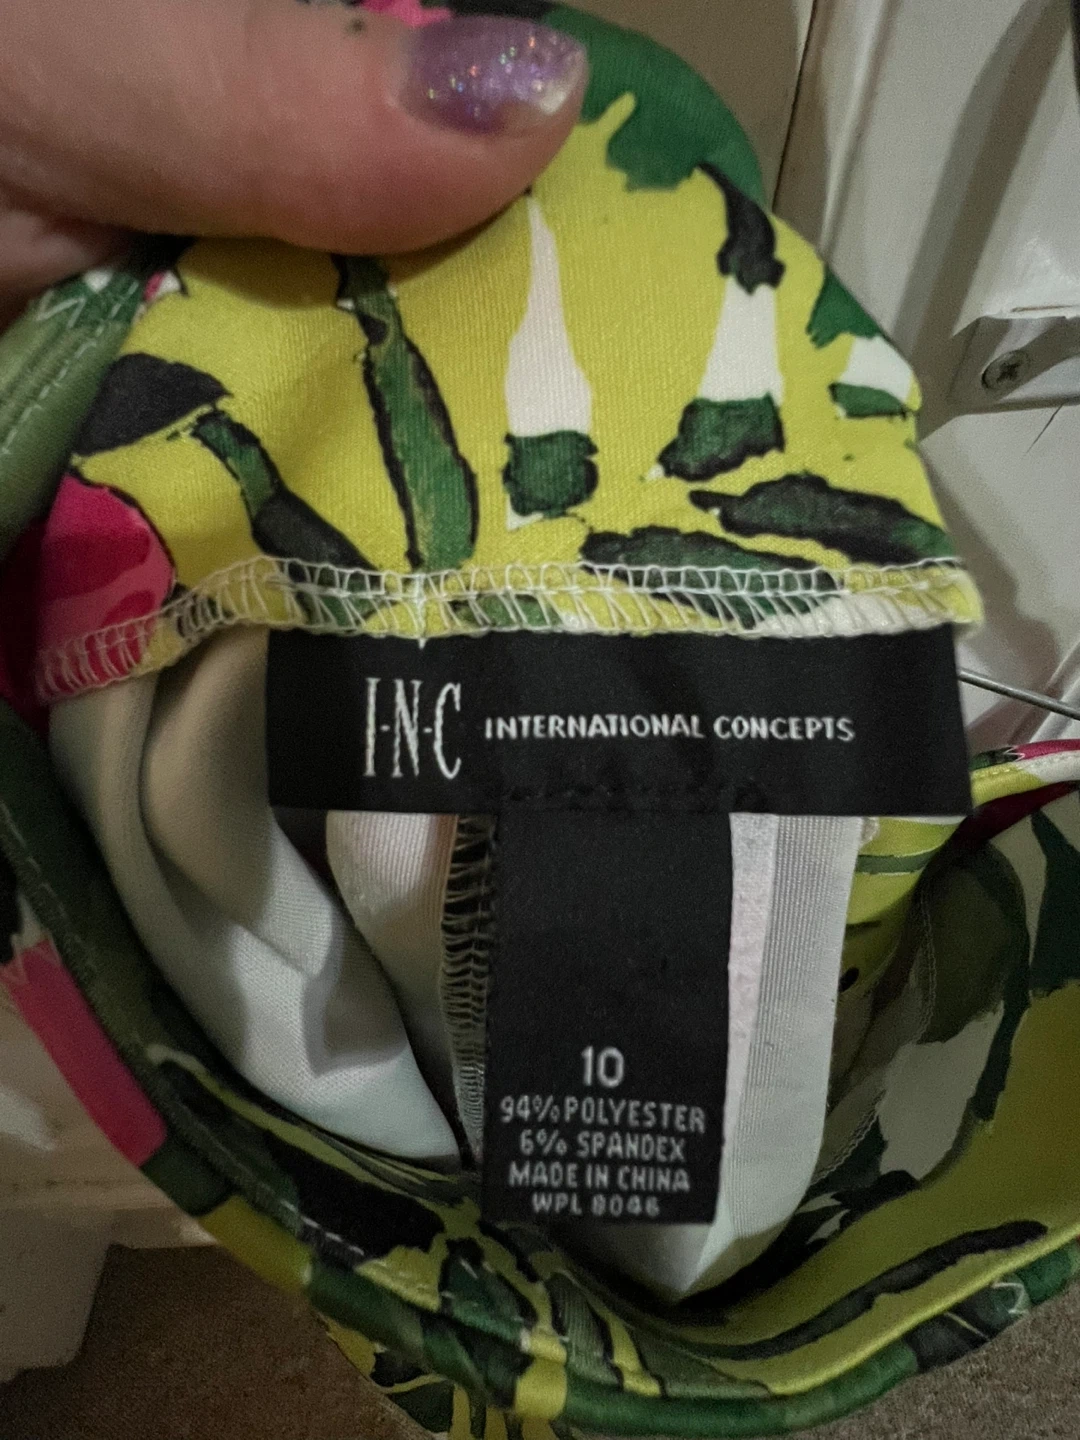 I·N·C INTERNATIONAL CONCEPTS
10
94% POLYESTER
6% SPANDEX
MADE IN CHINA
WPL 8046